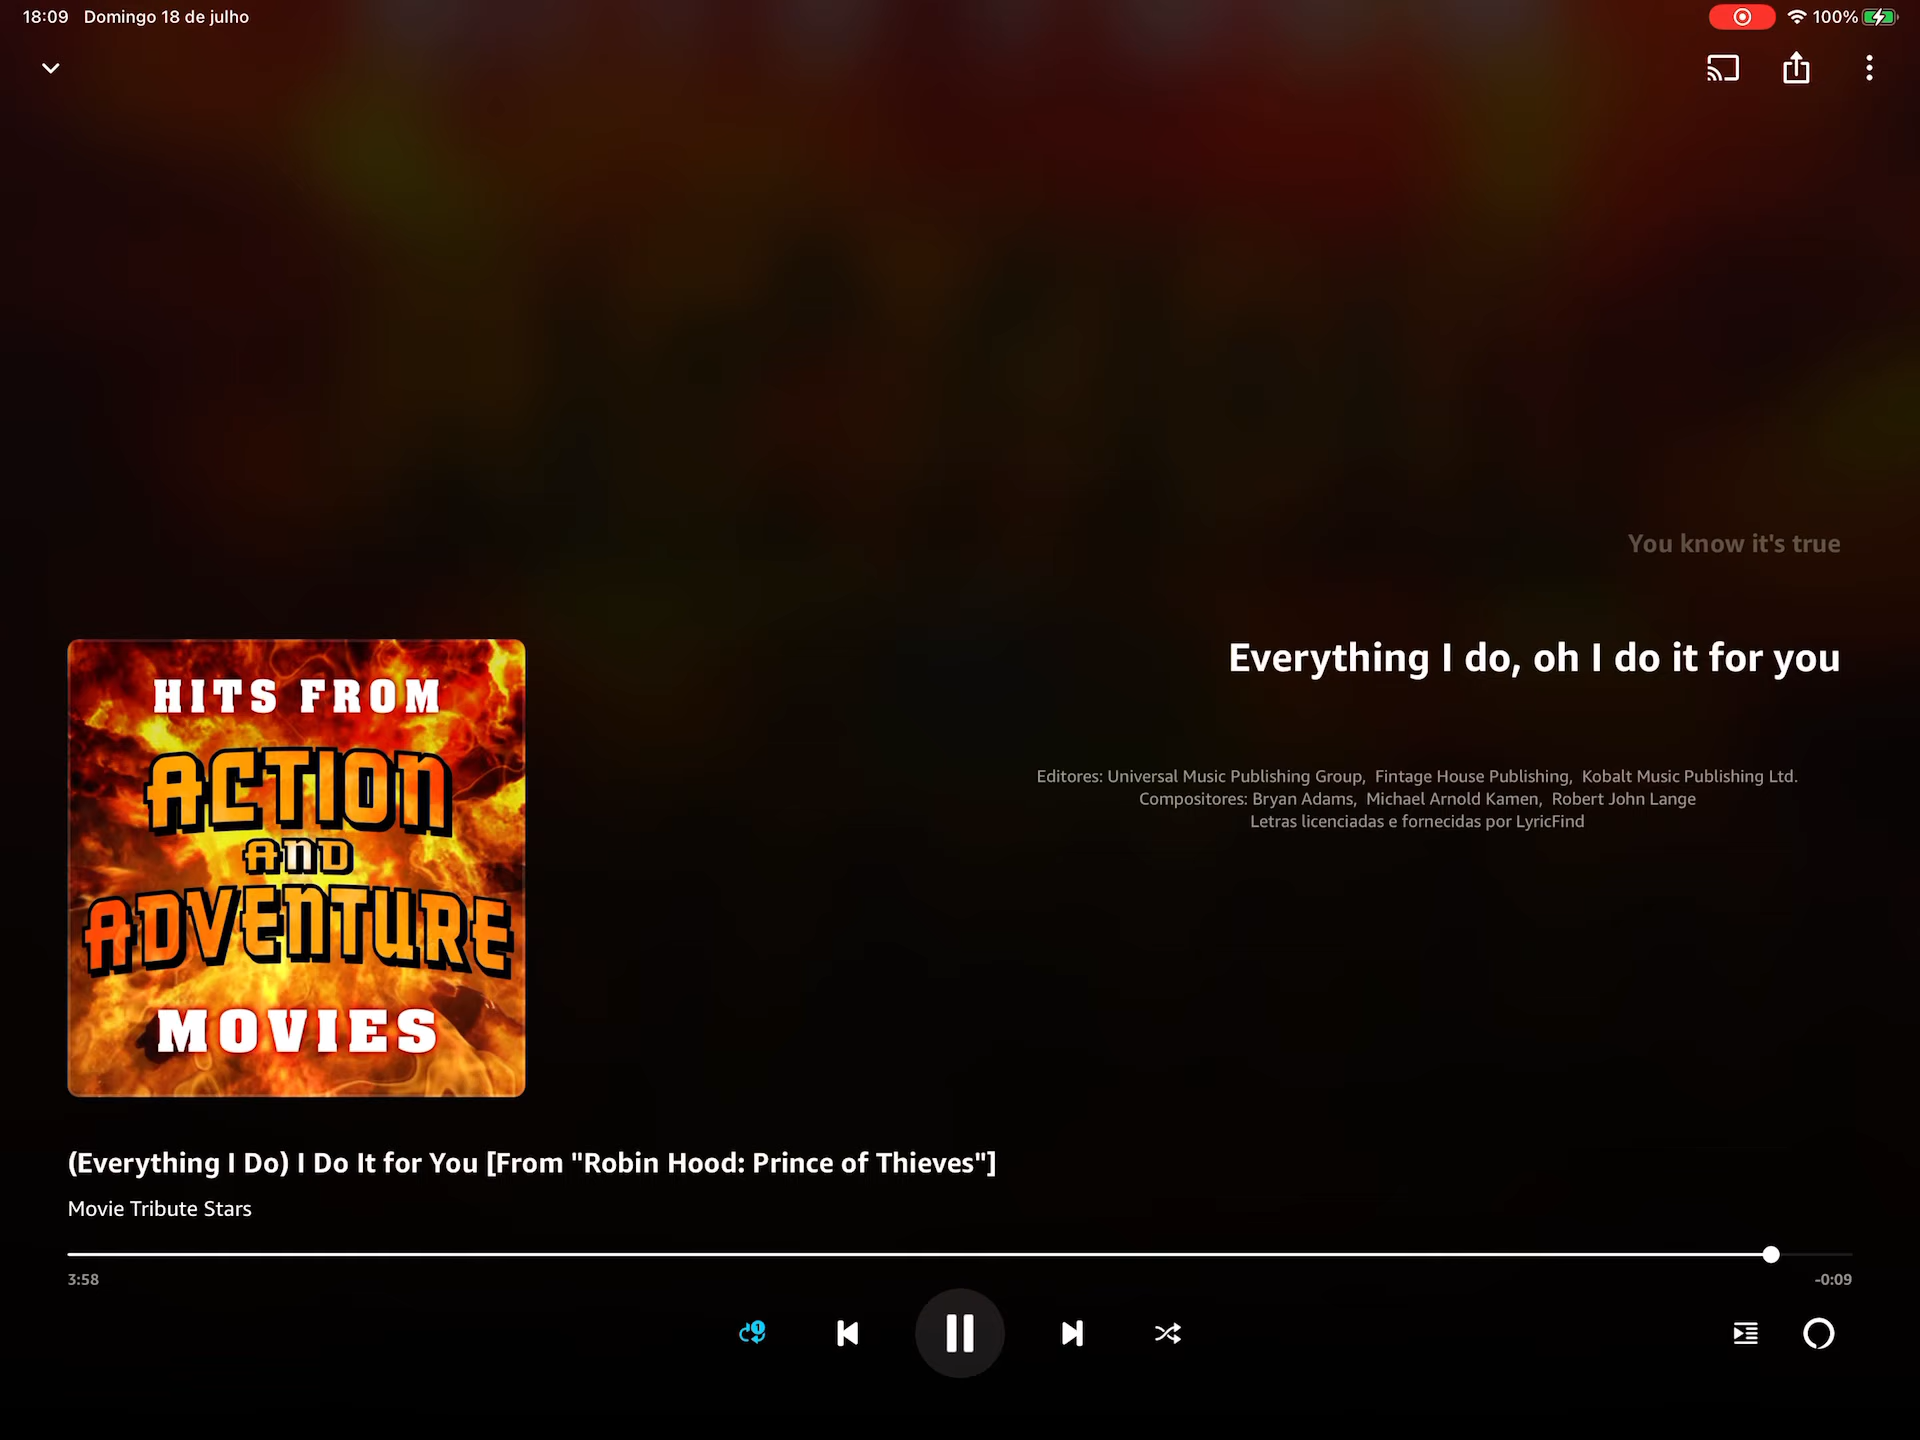 18:09 Domingo 18 de julho
100%
You know it's true
Everything I do, oh I do it for you
Editores: Universal Music Publishing Group, Fintage House Publishing, Kobalt Music Publishing Ltd.
Compositores: Bryan Adams, Michael Arnold Kamen, Robert John Lange
Letras licenciadas e fornecidas por LyricFind
HITS FROM
ACTION
AND
ADVENTURE
MOVIES
(Everything I Do) I Do It for You [From "Robin Hood: Prince of Thieves"]
Movie Tribute Stars
3:58
-0:09
1